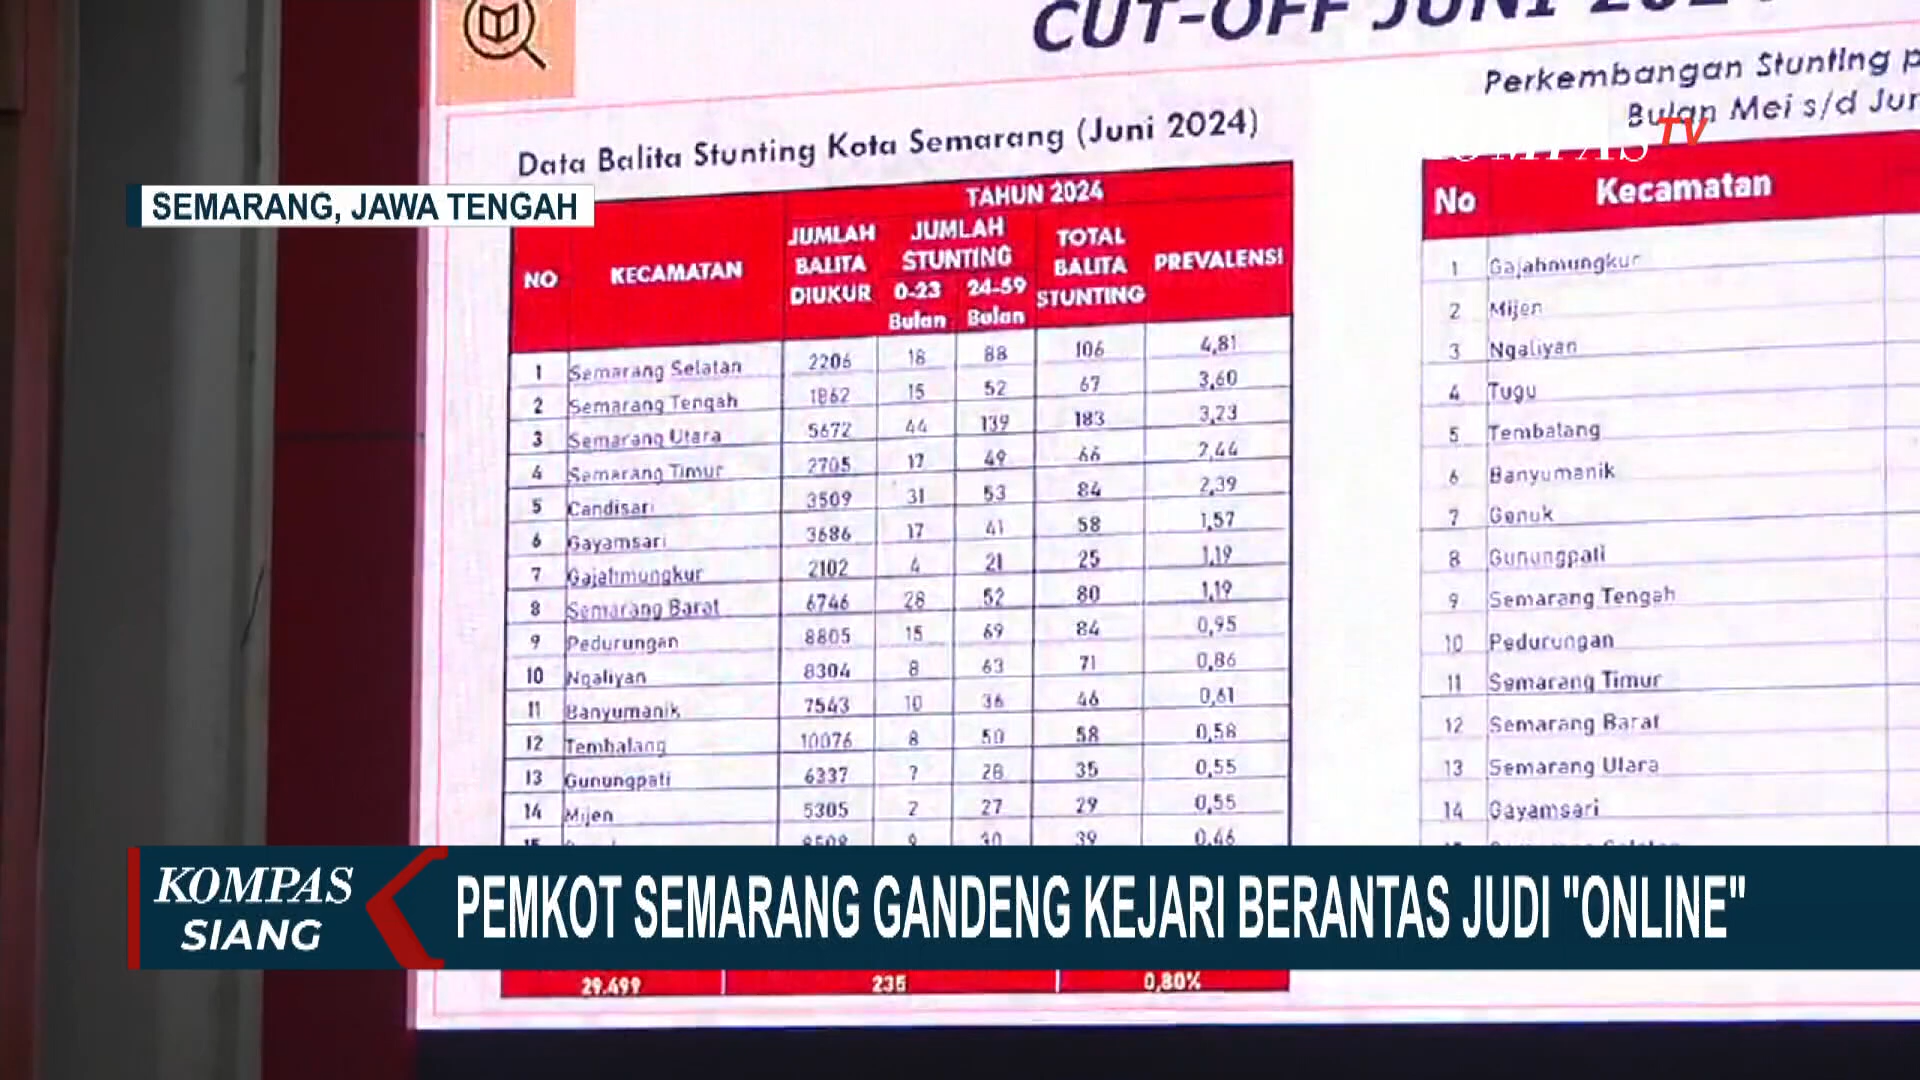 CUT-OFF JUNI
Perkembangan Stunting
Bulan Mei s/d
KOMPAS TV
Data Balita Stunting Kota Semarang (Juni 2024)
SEMARANG, JAWA TENGAH
TAHUN 2024
NO KECAMATAN JUMLAH BALITA DIUKUR JUMLAH STUNTING TOTAL BALITA STUNTING PREVALENSI
0-23 Bulan 24-59 Bulan
1 Semarang Selatan 2206 18 88 106 4,81
2 Semarang Tengah 1862 15 52 67 3,60
3 Semarang Utara 5672 44 139 183 3,23
4 Semarang Timur 2705 17 49 66 2,44
5 Candisari 3509 31 53 84 2,39
6 Gayamsari 3686 17 41 58 1,57
7 Gajahmungkur 2102 4 21 25 1,19
8 Semarang Barat 6746 28 52 80 1,19
9 Pedurungan 8805 15 69 84 0,95
10 Ngaliyan 8304 8 63 71 0,86
11 Banyumanik 7543 10 36 46 0,61
12 Tembalang 10076 8 50 58 0,58
13 Gunungpati 6337 7 28 35 0,55
14 Mijen 5305 2 27 29 0,55
15 8508 9 30 39 0,46
29.499 235 0,80%
No Kecamatan
1 Gajahmungkur
2 Mijen
3 Ngaliyan
4 Tugu
5 Tembalang
6 Banyumanik
7 Genuk
8 Gunungpati
9 Semarang Tengah
10 Pedurungan
11 Semarang Timur
12 Semarang Barat
13 Semarang Utara
14 Gayamsari
KOMPAS
SIANG
PEMKOT SEMARANG GANDENG KEJARI BERANTAS JUDI "ONLINE"